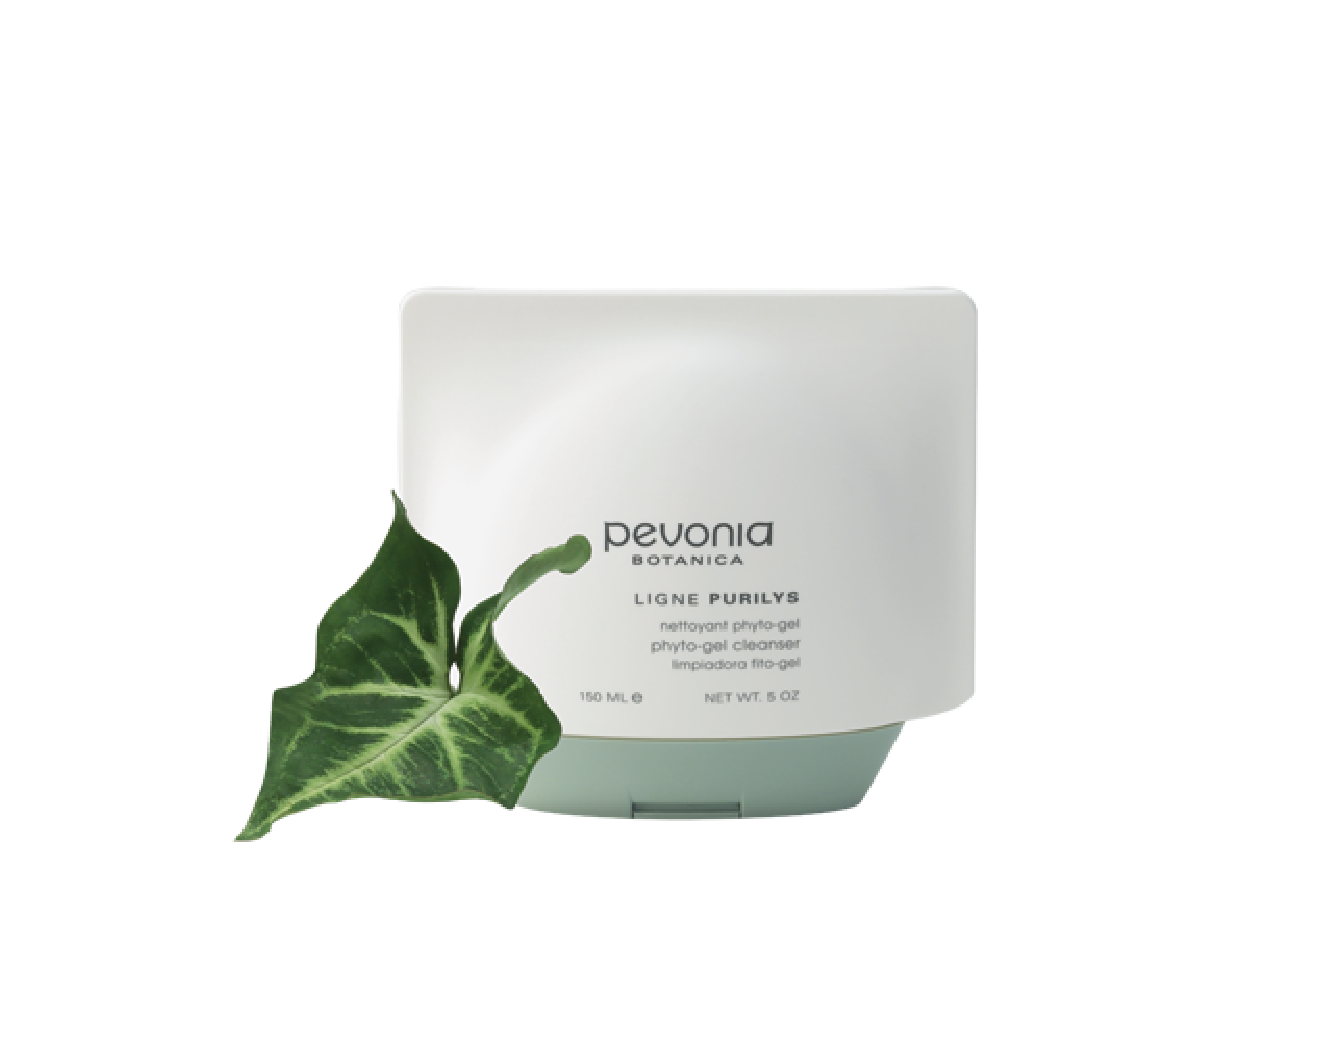 pevonia
BOTANICA
LIGNE PURILYS
nettoyant phyto-gel
phyto-gel cleanser
limpiadora fito-gel
150 ML ℮ NET WT. 5 OZ